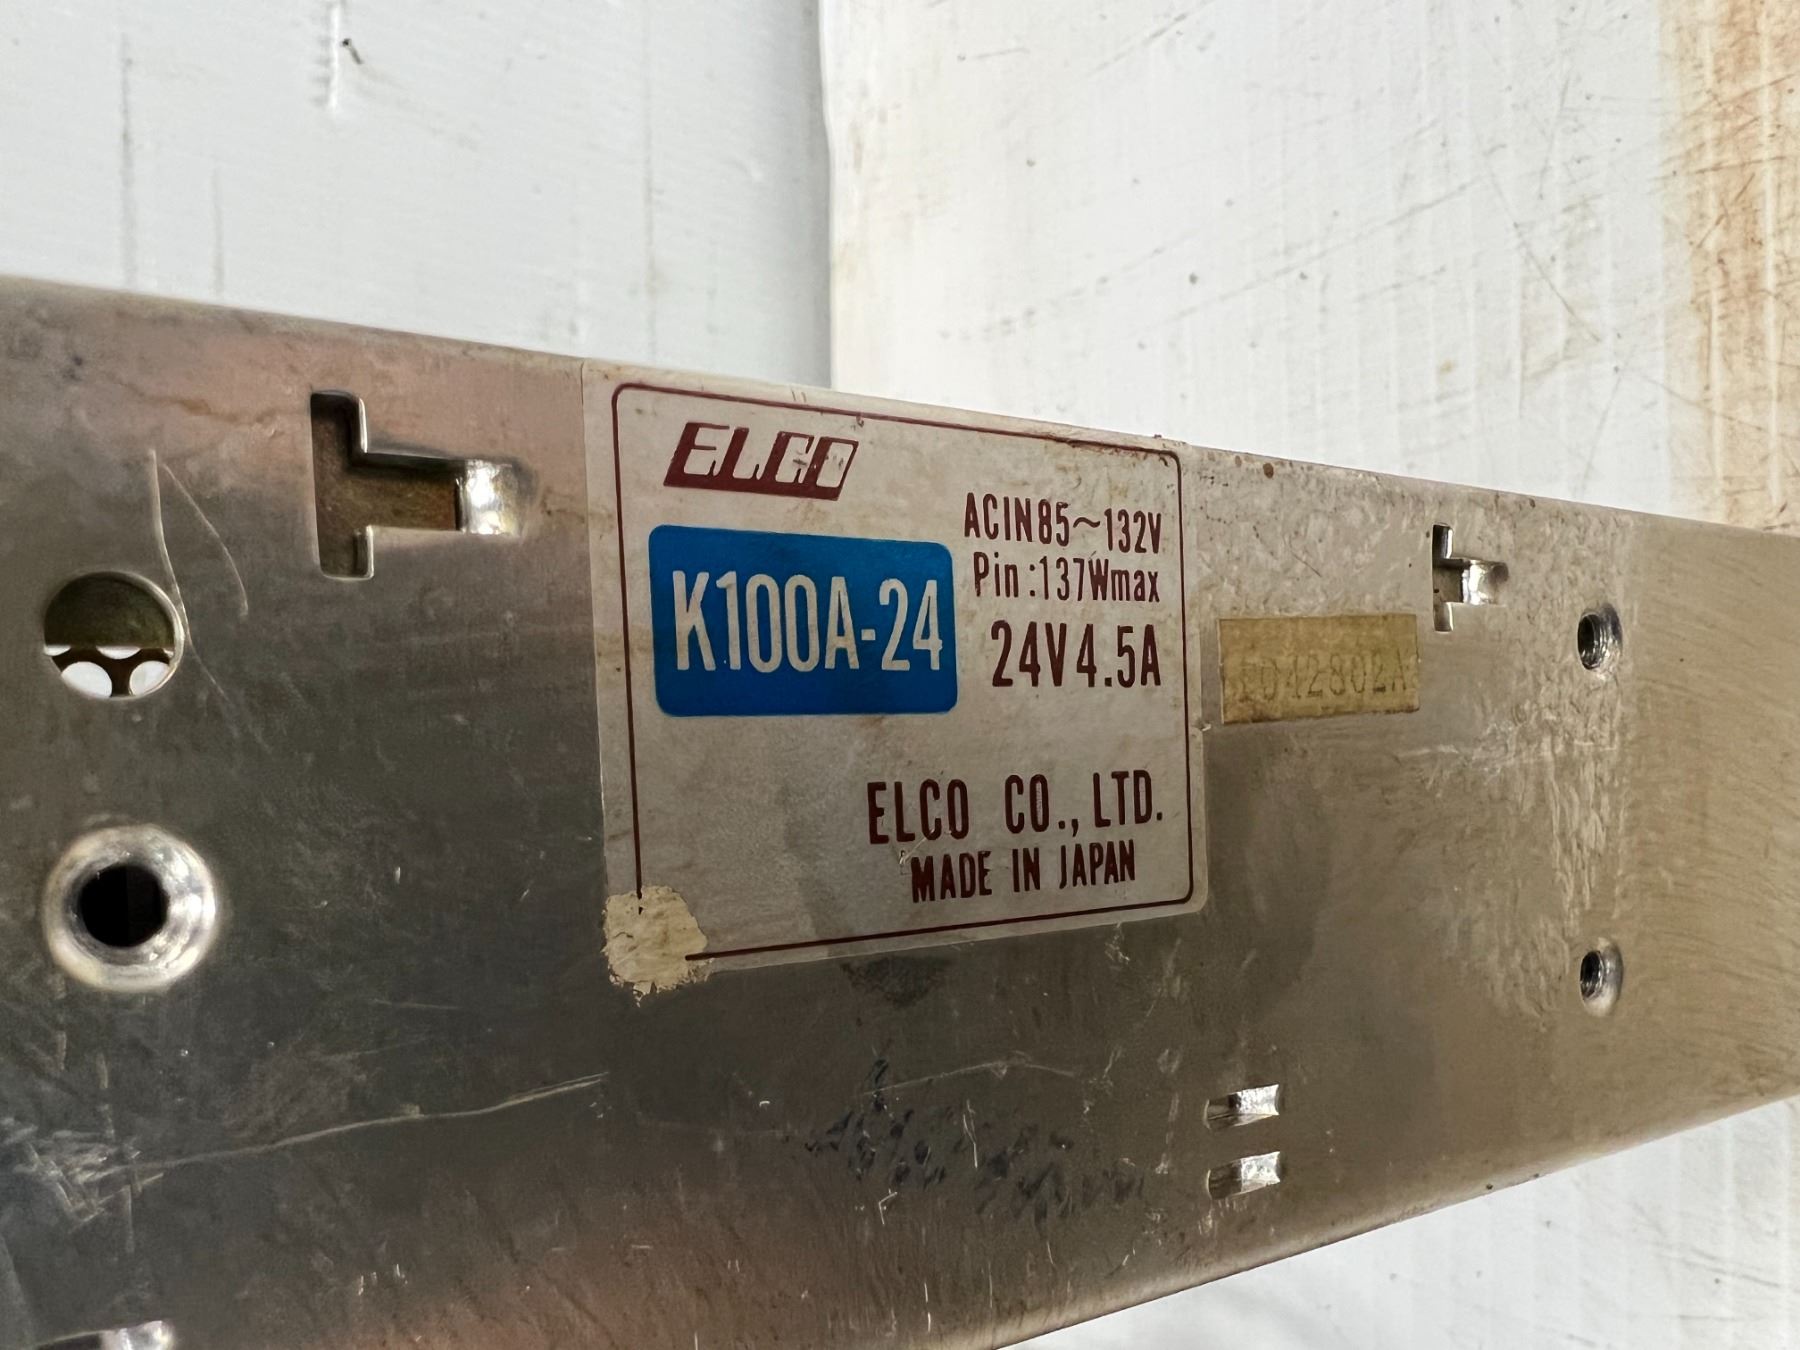 ELCO
K100A-24
ACIN85~132V
Pin:137Wmax
24V4.5A
ELCO CO.,LTD.
MADE IN JAPAN